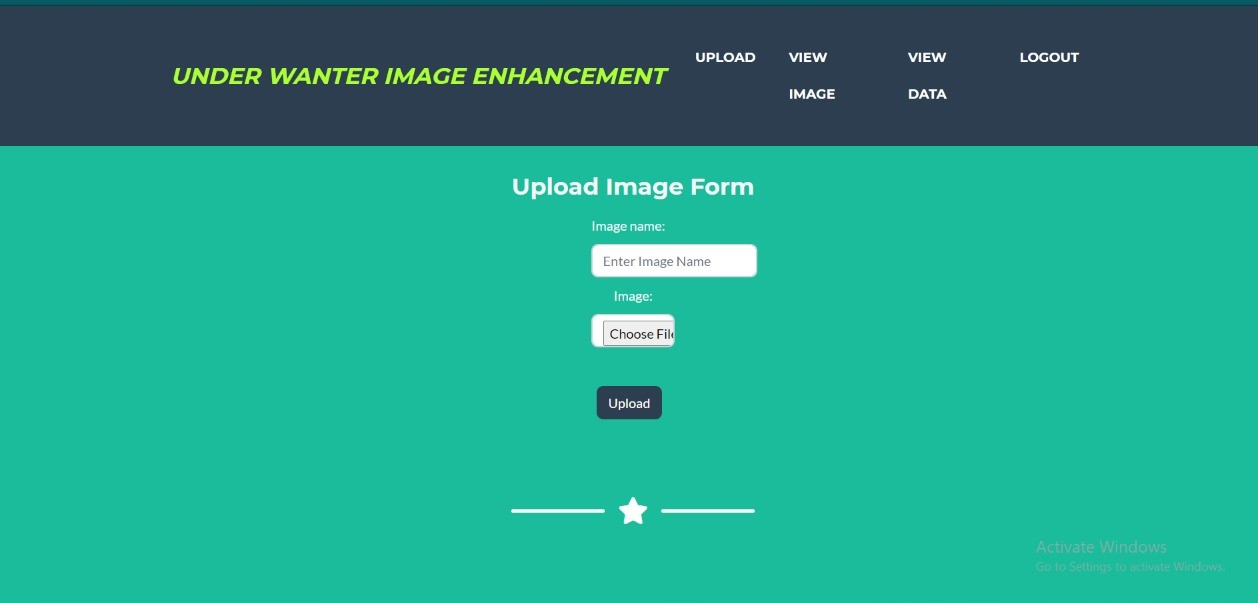 UNDER WANTER IMAGE ENHANCEMENT
UPLOAD
VIEW
IMAGE
VIEW
DATA
LOGOUT
Upload Image Form
Image name:
Enter Image Name
Image:
Choose File
Upload
Activate Windows
Go to Settings to activate Windows.